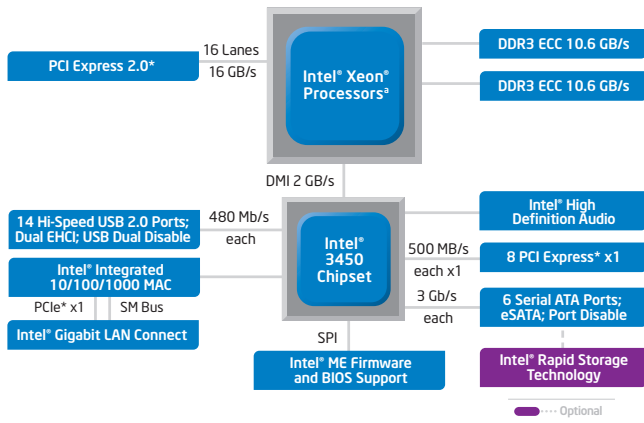 PCI Express 2.0*
16 Lanes
16 GB/s
Intel® Xeon®
Processorsª
DDR3 ECC 10.6 GB/s
DDR3 ECC 10.6 GB/s
DMI 2 GB/s
14 Hi-Speed USB 2.0 Ports;
Dual EHCI; USB Dual Disable
480 Mb/s
each
Intel® Integrated
10/100/1000 MAC
PCIe* x1
SM Bus
Intel® Gigabit LAN Connect
Intel®
3450
Chipset
Intel® High
Definition Audio
500 MB/s
each x1
8 PCI Express* x1
3 Gb/s
each
6 Serial ATA Ports;
eSATA; Port Disable
SPI
Intel® ME Firmware
and BIOS Support
Intel® Rapid Storage
Technology
Optional